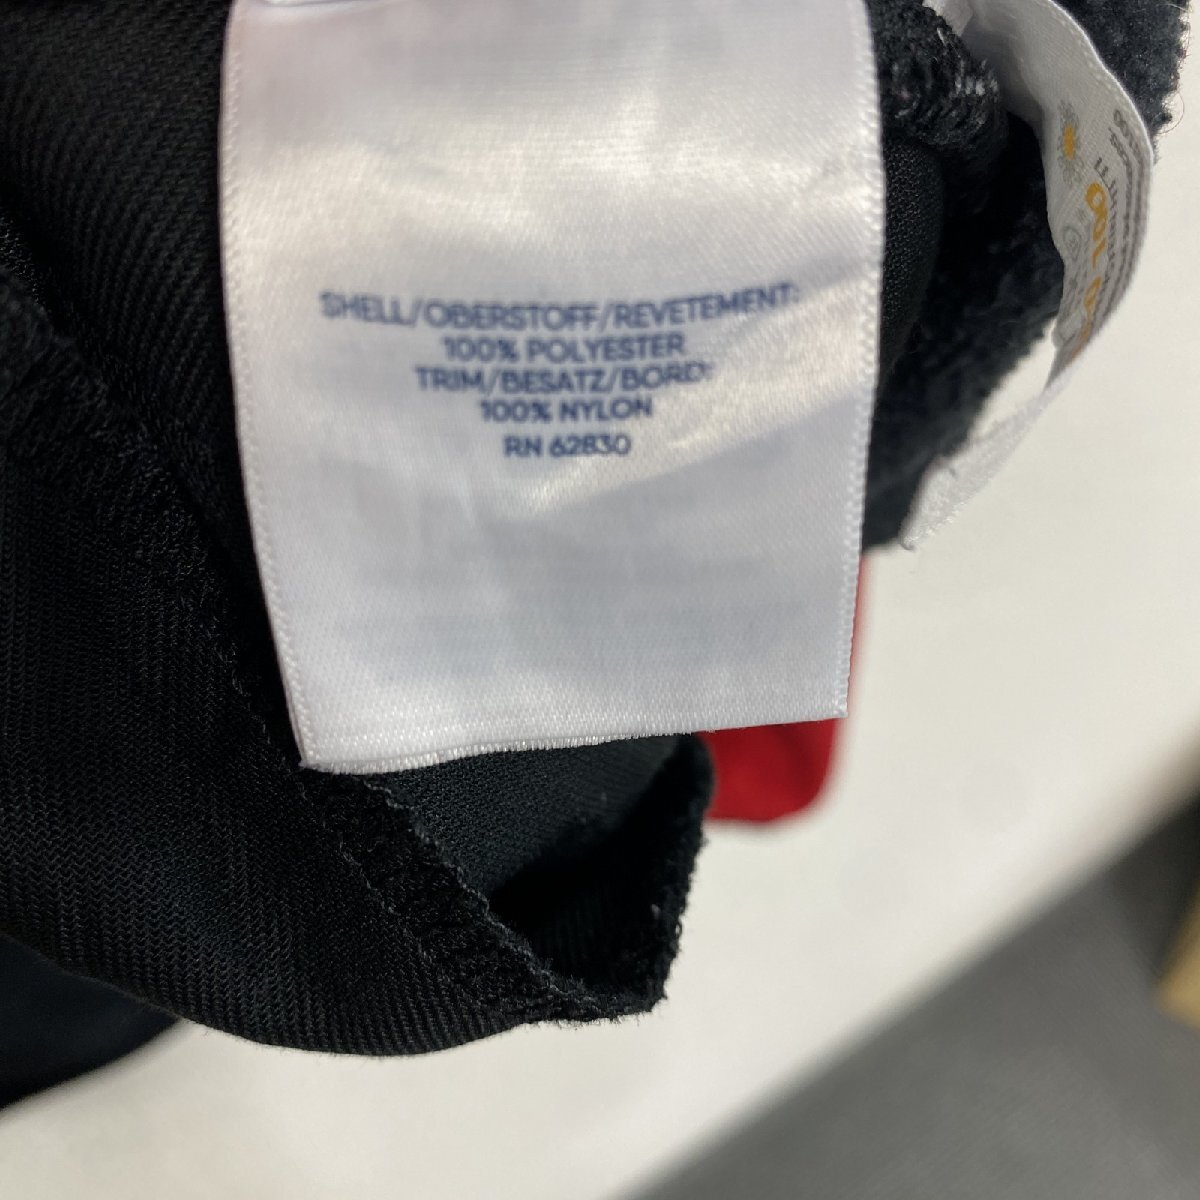 SHELL/OBERSTOFF/REVETEMENT:
100% POLYESTER
TRIM/BESATZ/BORD:
100% NYLON
RN 62830